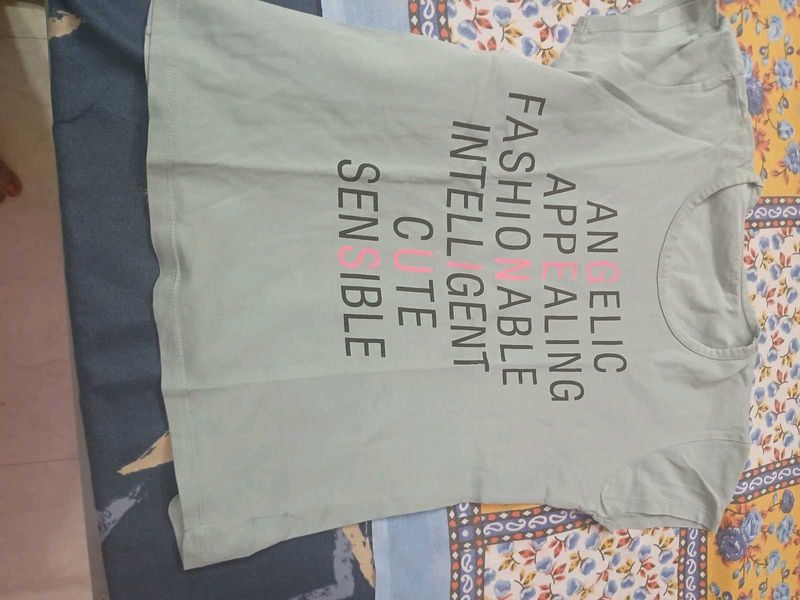 ANGELIC
APPEALING
FASHIONABLE
INTELLIGENT
CUTE
SENSIBLE